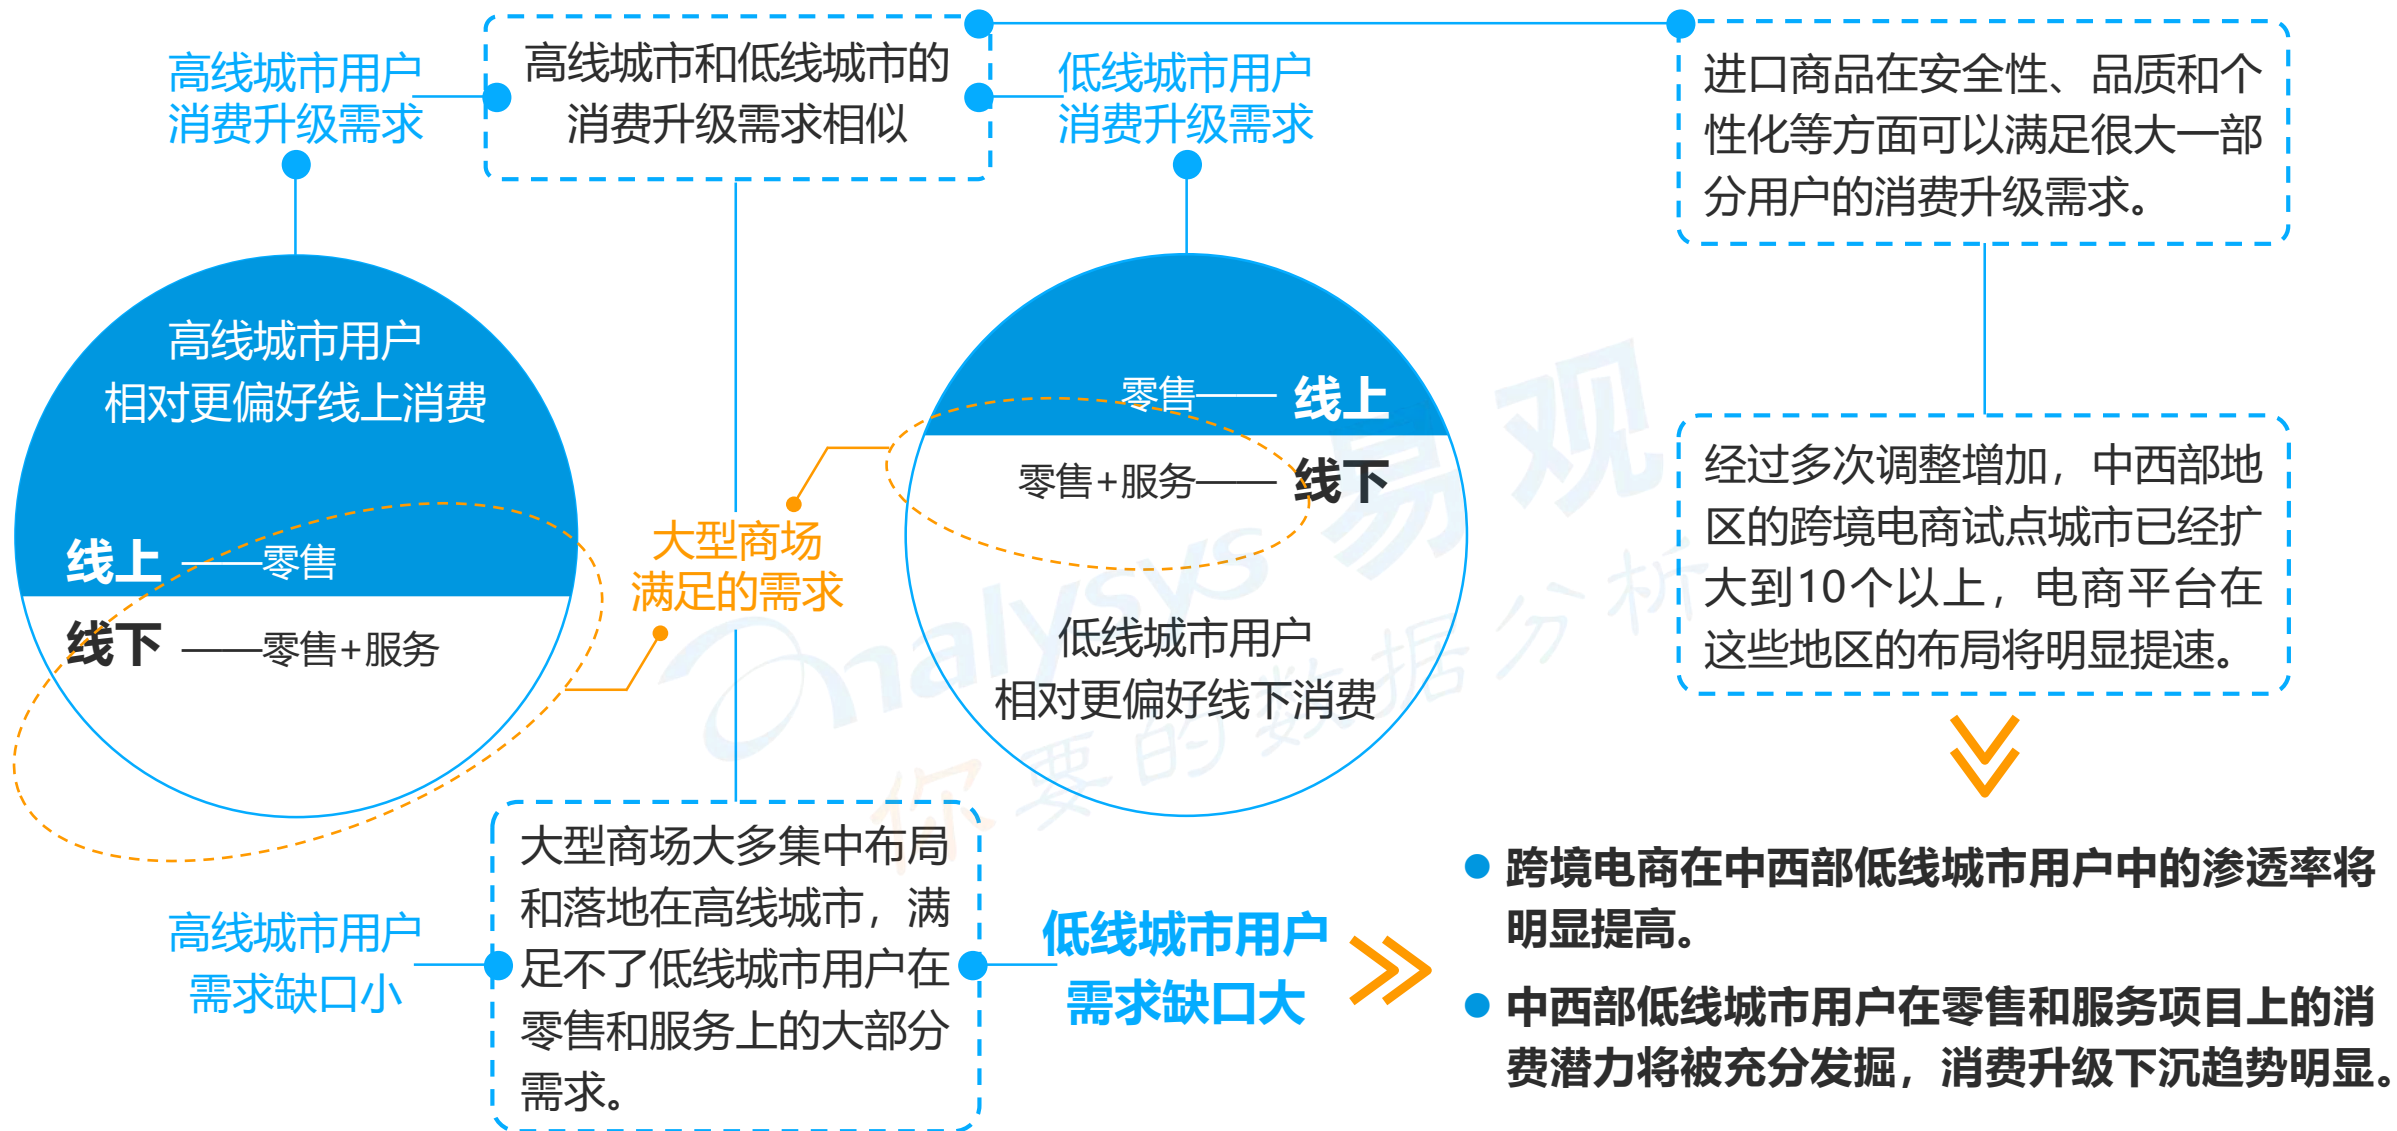 高线城市用户
消费升级需求
高线城市和低线城市的
消费升级需求相似
低线城市用户
消费升级需求
进口商品在安全性、品质和个
性化等方面可以满足很大一部
分用户的消费升级需求。
高线城市用户
相对更偏好线上消费
线上 ——零售
线下 ——零售+服务
大型商场
满足的需求
零售—— 线上
零售+服务—— 线下
低线城市用户
相对更偏好线下消费
经过多次调整增加，中西部地
区的跨境电商试点城市已经扩
大到10个以上，电商平台在
这些地区的布局将明显提速。
高线城市用户
需求缺口小
大型商场大多集中布局
和落地在高线城市，满
足不了低线城市用户在
零售和服务上的大部分
需求。
低线城市用户
需求缺口大
跨境电商在中西部低线城市用户中的渗透率将
明显提高。
中西部低线城市用户在零售和服务项目上的消
费潜力将被充分发掘，消费升级下沉趋势明显。
analysys 易观
你要的数据分析